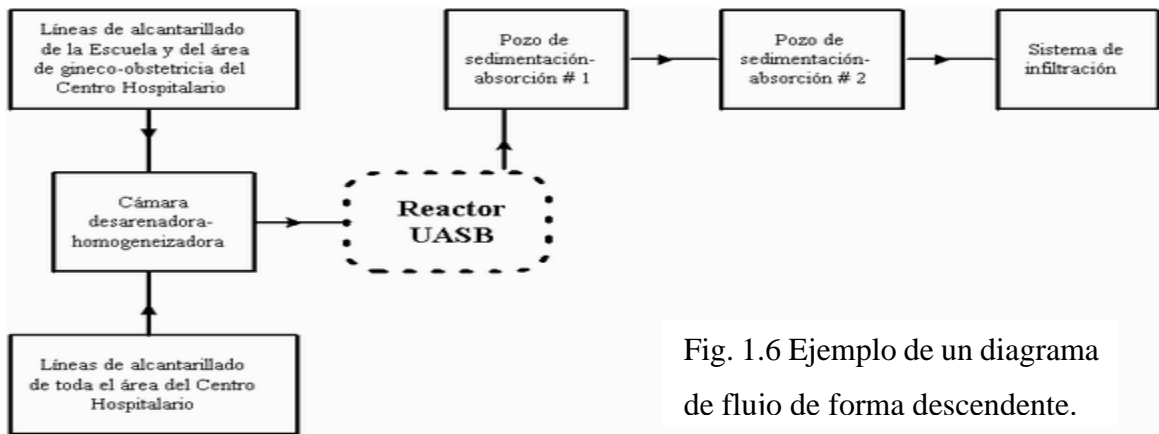 Líneas de alcantarillado
de la Escuela y del área
de gineco-obstetricia del
Centro Hospitalario
Pozo de
sedimentación-
absorción # 1
Pozo de
sedimentación-
absorción # 2
Sistema de
infiltración
Cámara
desarenadora-
homogeneizadora
Reactor
UASB
Líneas de alcantarillado
de toda el área del Centro
Hospitalario
Fig. 1.6 Ejemplo de un diagrama
de flujo de forma descendente.